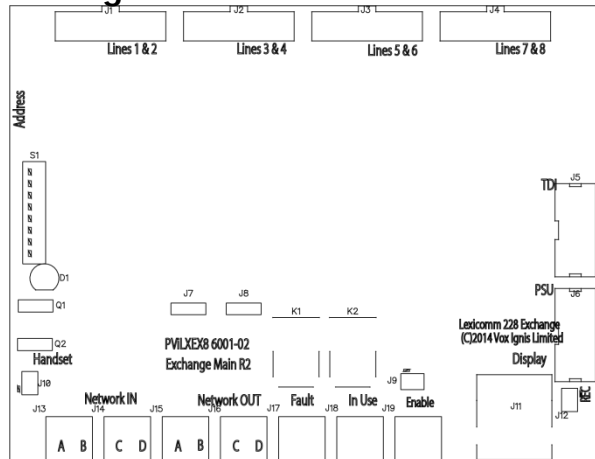 J1 J2 J3 J4
Lines 1 & 2 Lines 3 & 4 Lines 5 & 6 Lines 7 & 8
Address
S1
TDI J5
D1
PSU J6
Q1 J7 J8 K1 K2
Lexicomm 228 Exchange
(C)2014 Vox Ignis Limited
Q2 PViLXEX8 6001-02
Handset Exchange Main R2 Display
J10 J9 REC
Network IN Network OUT Fault In Use Enable
J13 J14 J15 J16 J17 J18 J19 J11 J12
A B C D A B C D